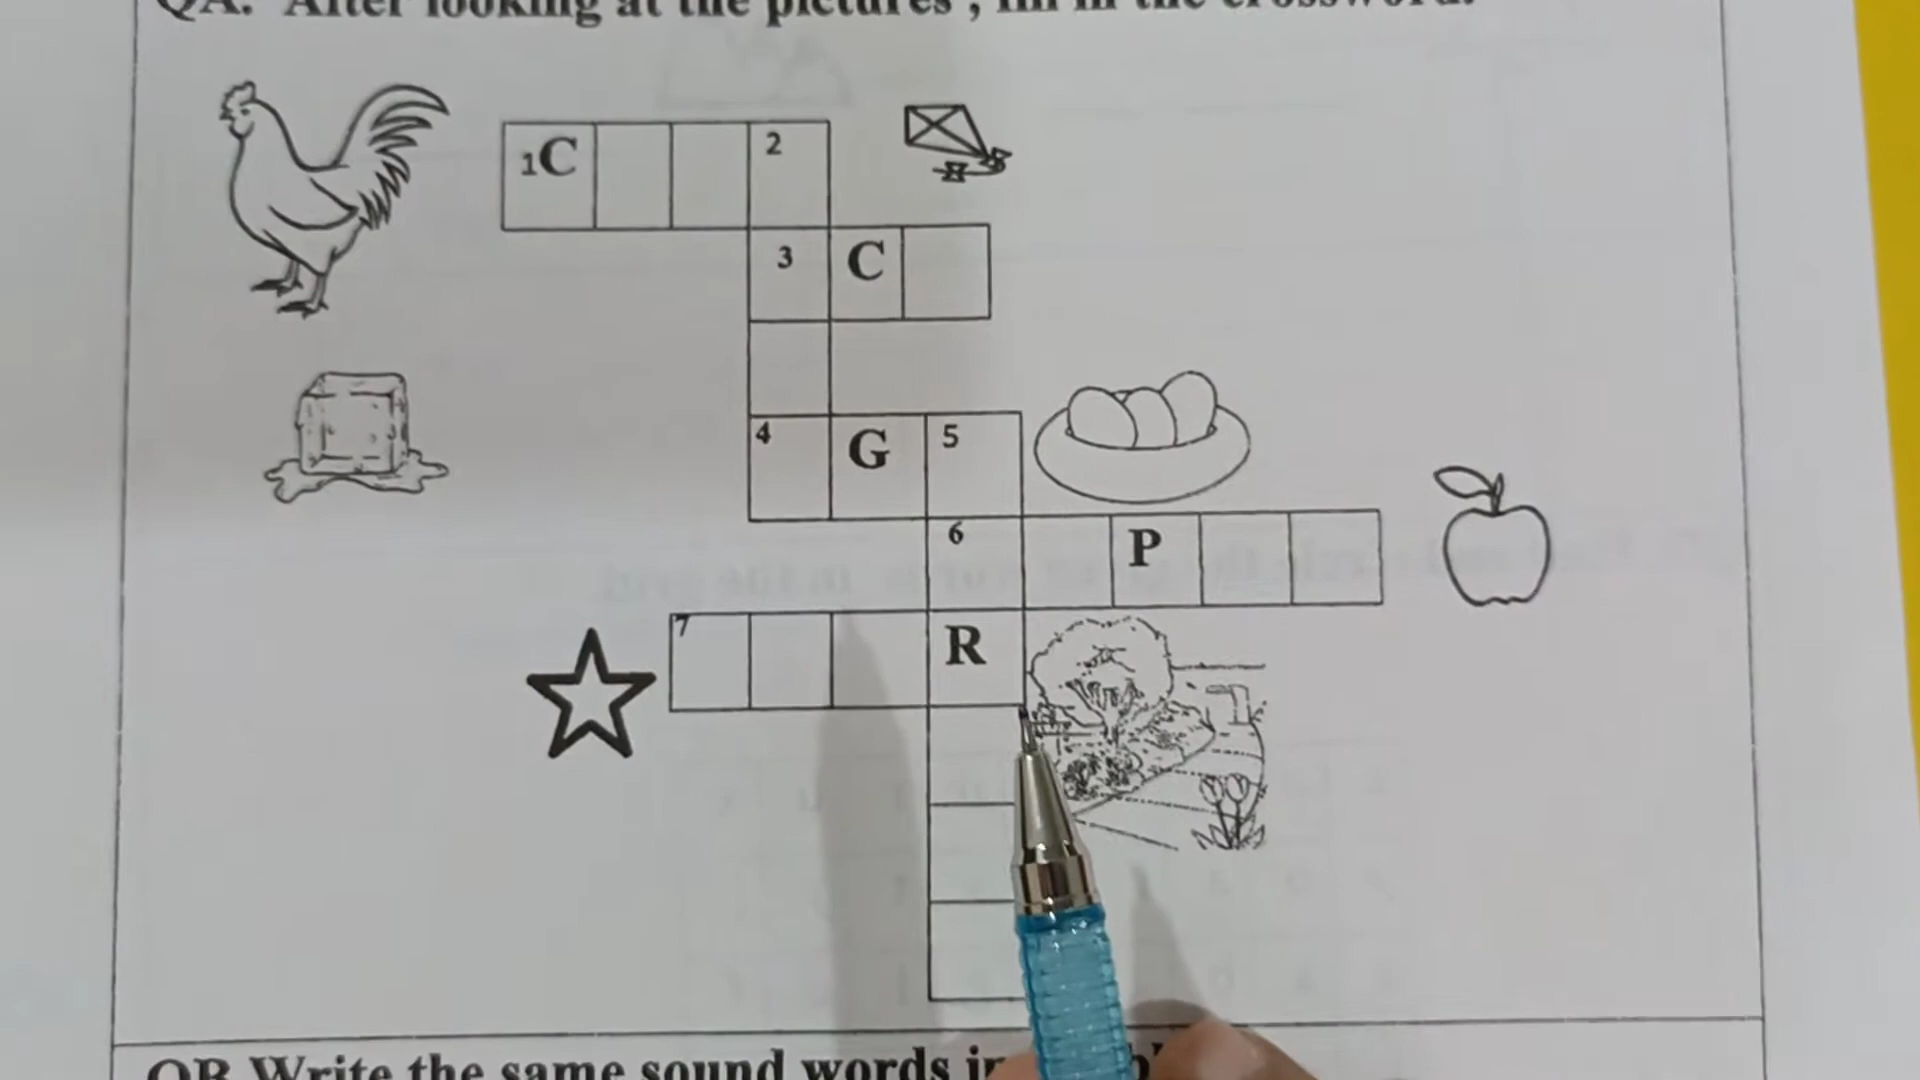 QA. After looking at the pictures , fill in the crossword.
1C 2
3 C
4 G 5
6 P
7 R
QB Write the same sound words in